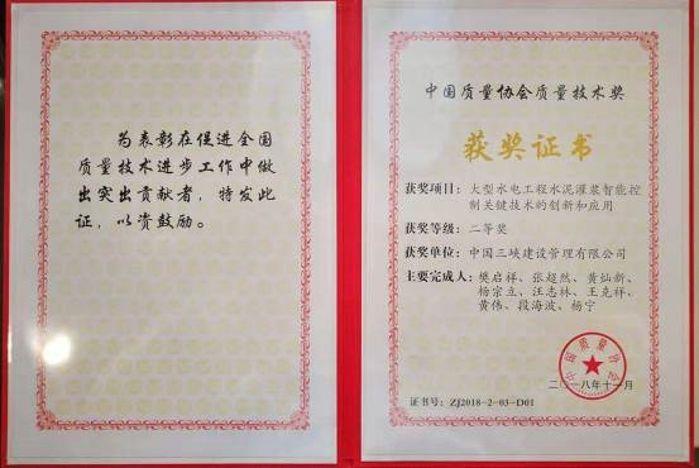 为表彰在促进全国
质量技术进步工作中做
出突出贡献者，特发此
证，以资鼓励。
中国质量协会质量技术奖
获奖证书
获奖项目：大型水电工程水泥灌浆智能控
制关键技术的创新和应用
获奖等级：二等奖
获奖单位：中国三峡建设管理有限公司
主要完成人：樊启祥、张超然、黄灿新、
杨宗立、汪志林、王克祥、
黄伟、段海波、杨宁
中国质量协会
二〇一八年十一月
证书号：ZJ2018-2-03-D01